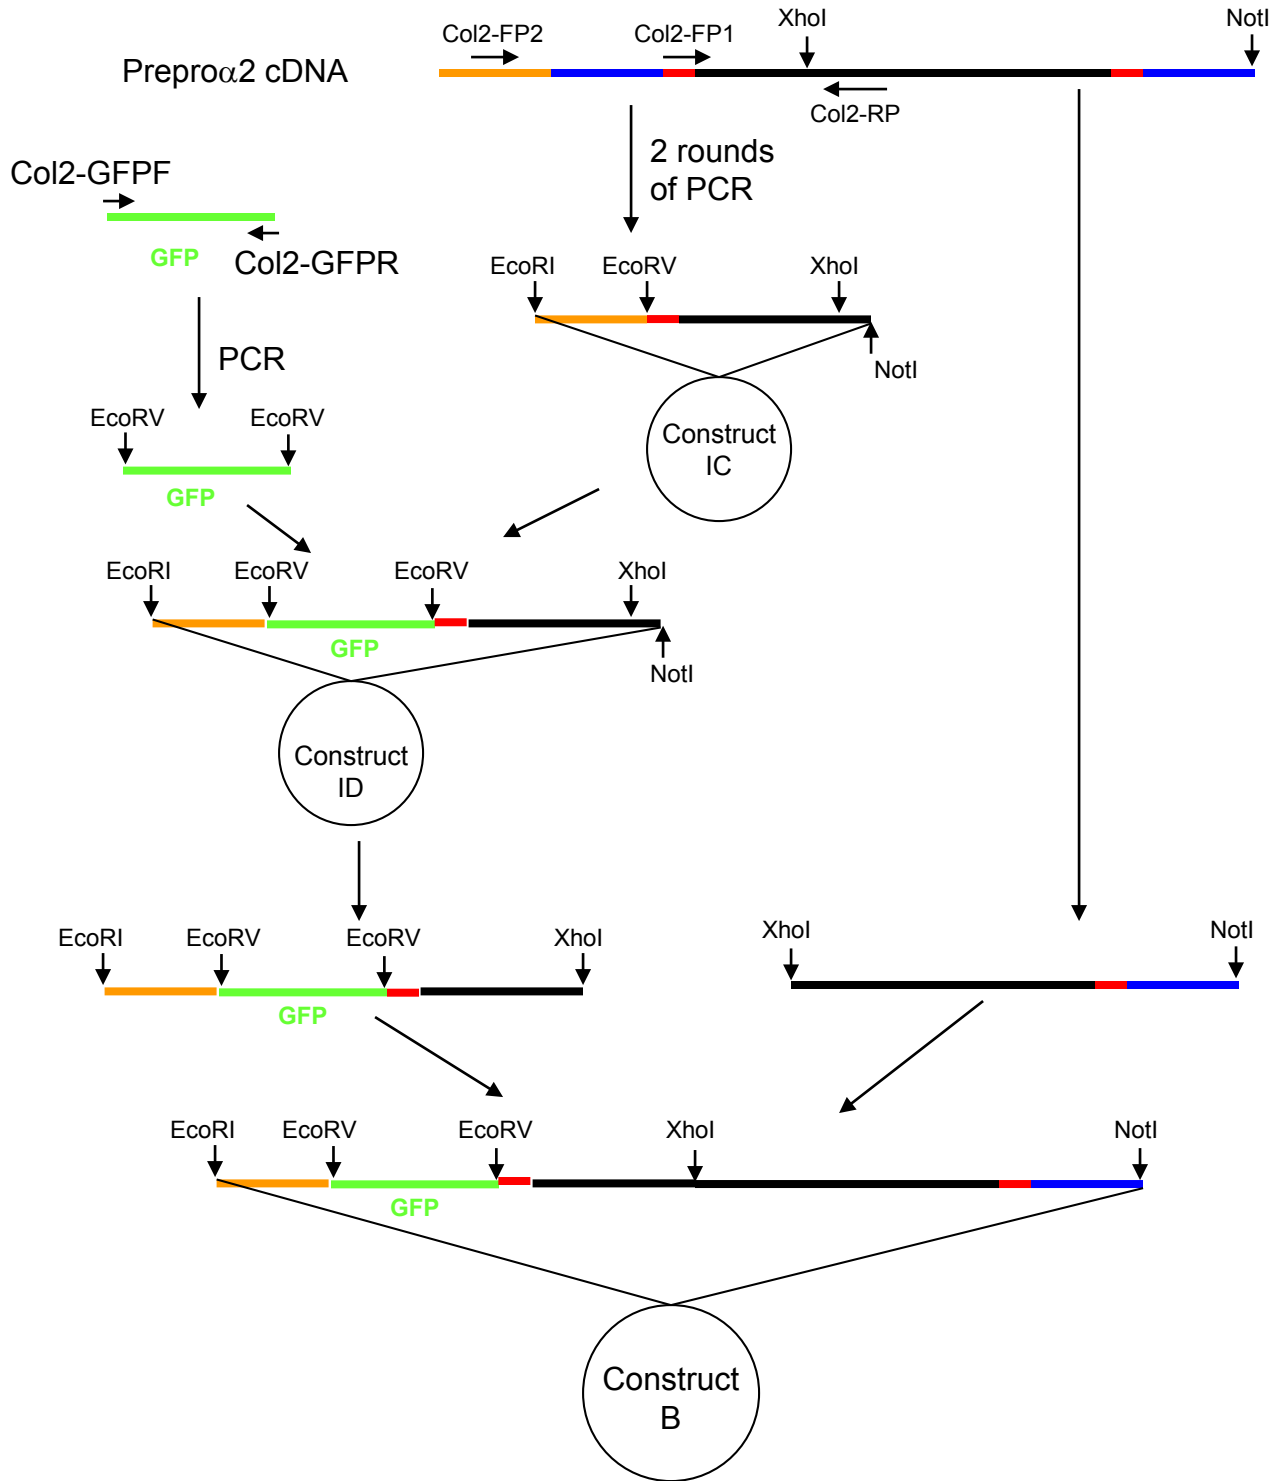 XhoI
NotI
Col2-FP2
Col2-FP1
Preproα2 cDNA
Col2-RP
2 rounds
of PCR
Col2-GFPF
GFP
Col2-GFPR
EcoRI
EcoRV
XhoI
NotI
PCR
EcoRV
EcoRV
GFP
Construct
IC
EcoRI
EcoRV
EcoRV
XhoI
GFP
NotI
Construct
ID
EcoRI
EcoRV
EcoRV
XhoI
GFP
XhoI
NotI
EcoRI
EcoRV
EcoRV
XhoI
NotI
GFP
Construct
B